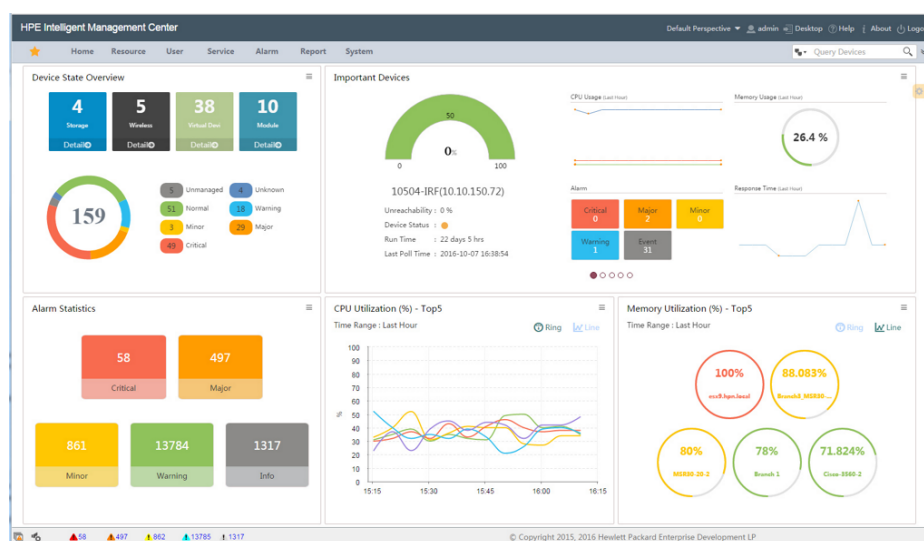 HPE Intelligent Management Center
Default Perspective admin Desktop Help About Logo
Home Resource User Service Alarm Report System
Query Devices
Device State Overview
4 5 38 10
Storage Wireless Virtual Devi Module
Detail Detail Detail Detail
159
5 Unmanaged 4 Unknown
51 Normal 18 Warning
3 Minor 29 Major
49 Critical
Important Devices
50
0%
0 100
10504-IRF(10.10.150.72)
Unreachability : 0 %
Device Status :
Run Time : 22 days 5 hrs
Last Poll Time : 2016-10-07 16:38:54
CPU Usage (Last Hour)
Memory Usage (Last Hour)
26.4 %
Alarm
Critical Major Minor
0 2 0
Warning Event
1 31
Response Time (Last Hour)
Alarm Statistics
58 497
Critical Major
861 13784 1317
Minor Warning Info
CPU Utilization (%) - Top5
Time Range : Last Hour
Ring Line
100
90
80
70
60
50
40
30
20
10
0
%
15:15 15:30 15:45 16:00 16:15
Memory Utilization (%) - Top5
Time Range : Last Hour
Ring Line
100% 88.083%
80% 78% 71.824%
MSR30-20-2 Branch 1
58 497 862 13785 1317
© Copyright 2015, 2016 Hewlett Packard Enterprise Development LP